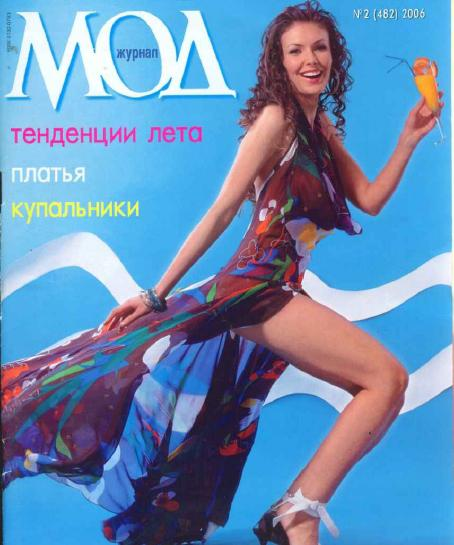 №2 (482) 2006
журнал
МОД
тенденции лета
платья
купальники